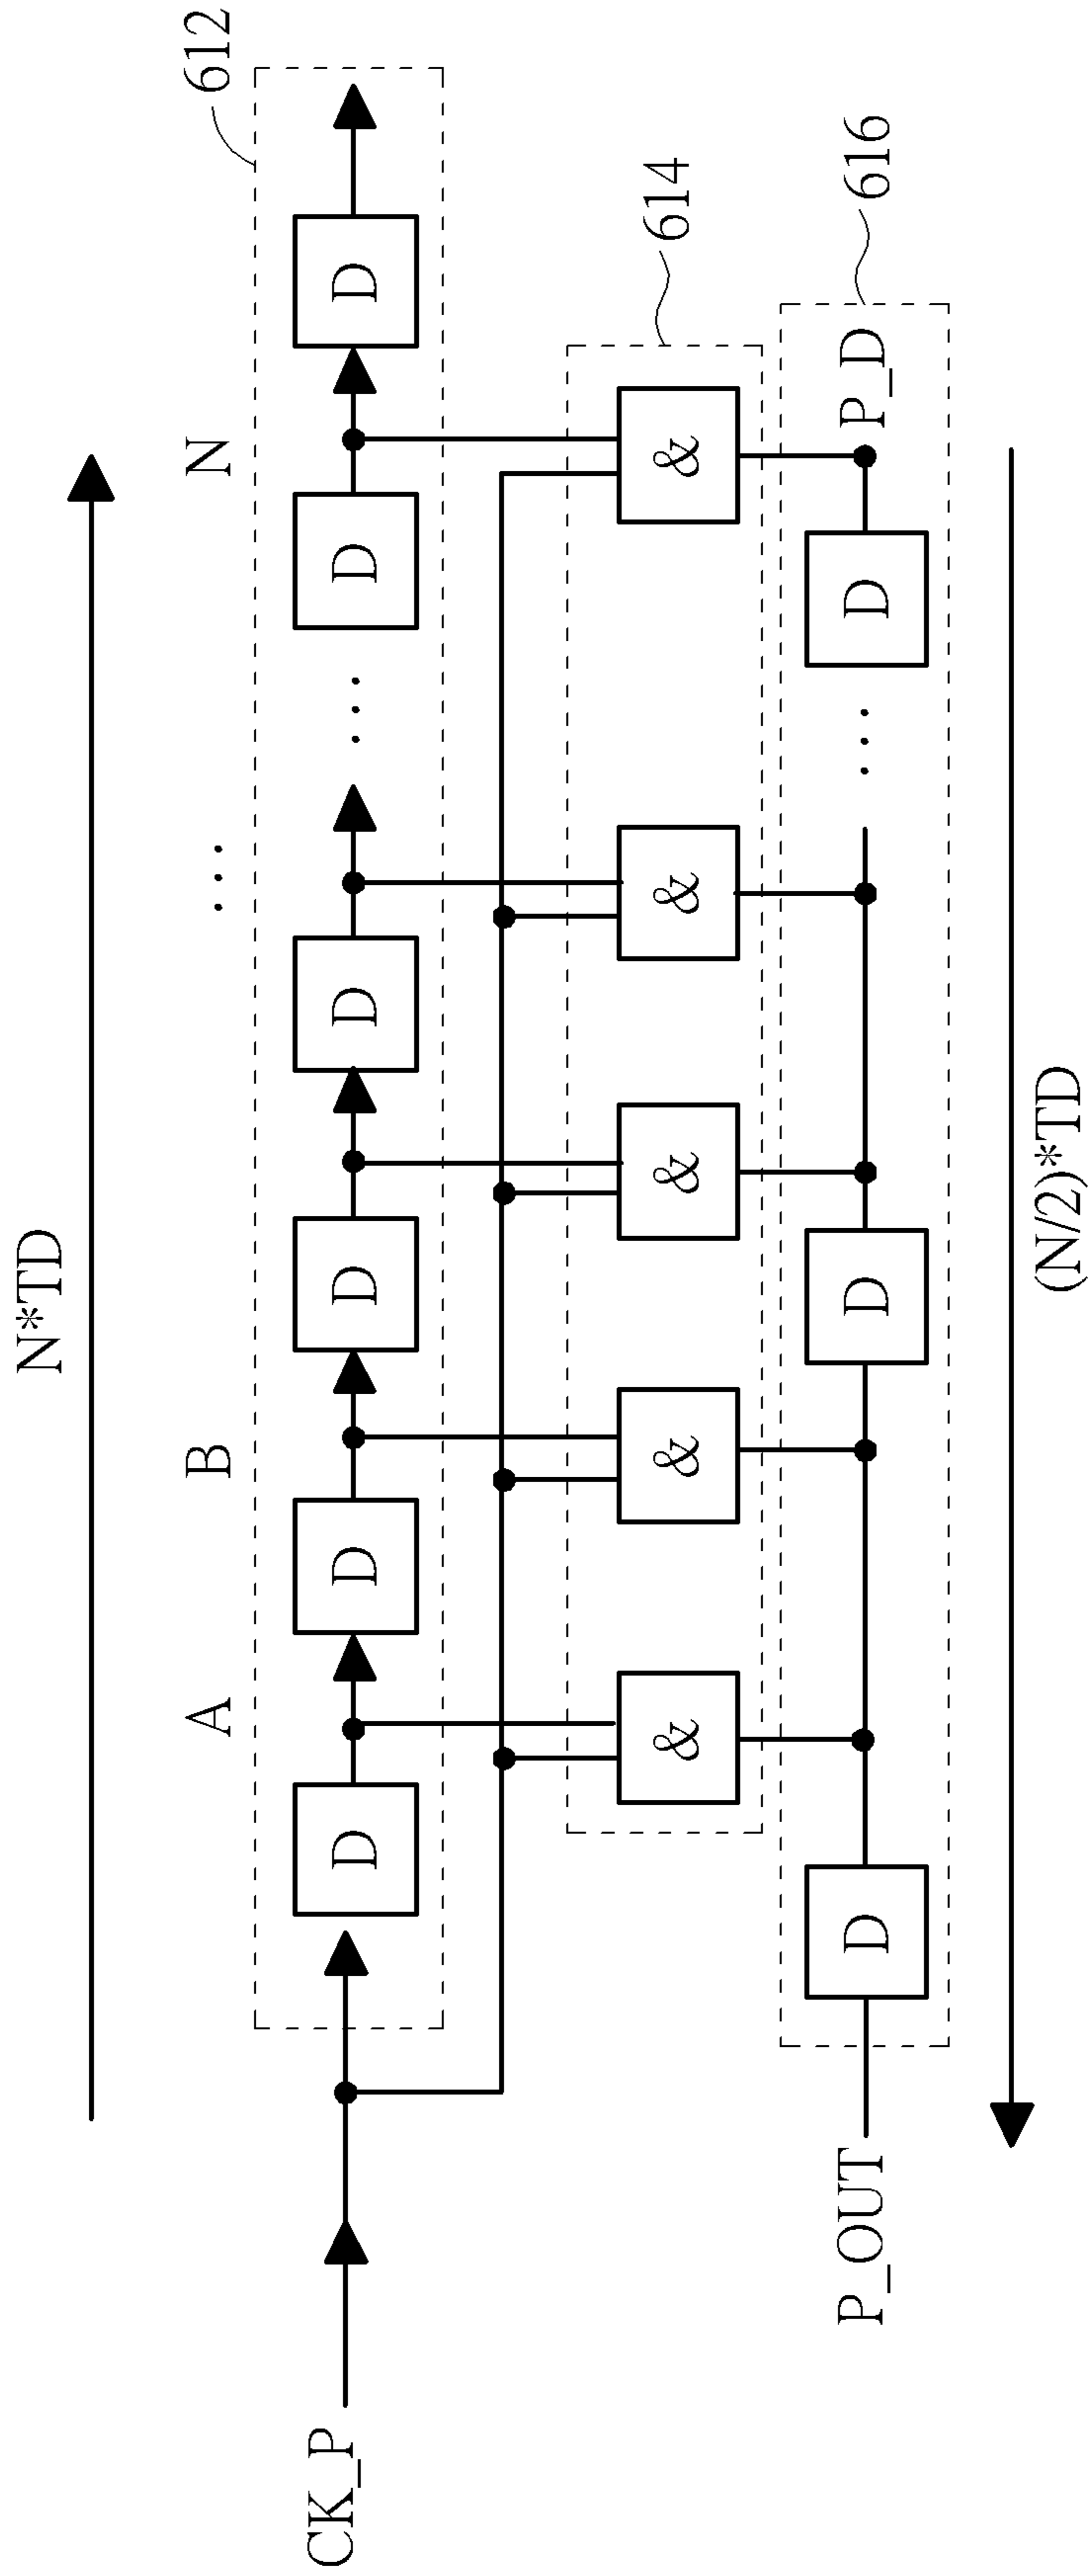 N*TD
612
A
B
...
N
D
D
D
D
...
D
D
CK_P
614
&
&
&
&
&
616
P_OUT
D
D
...
D
P_D
(N/2)*TD